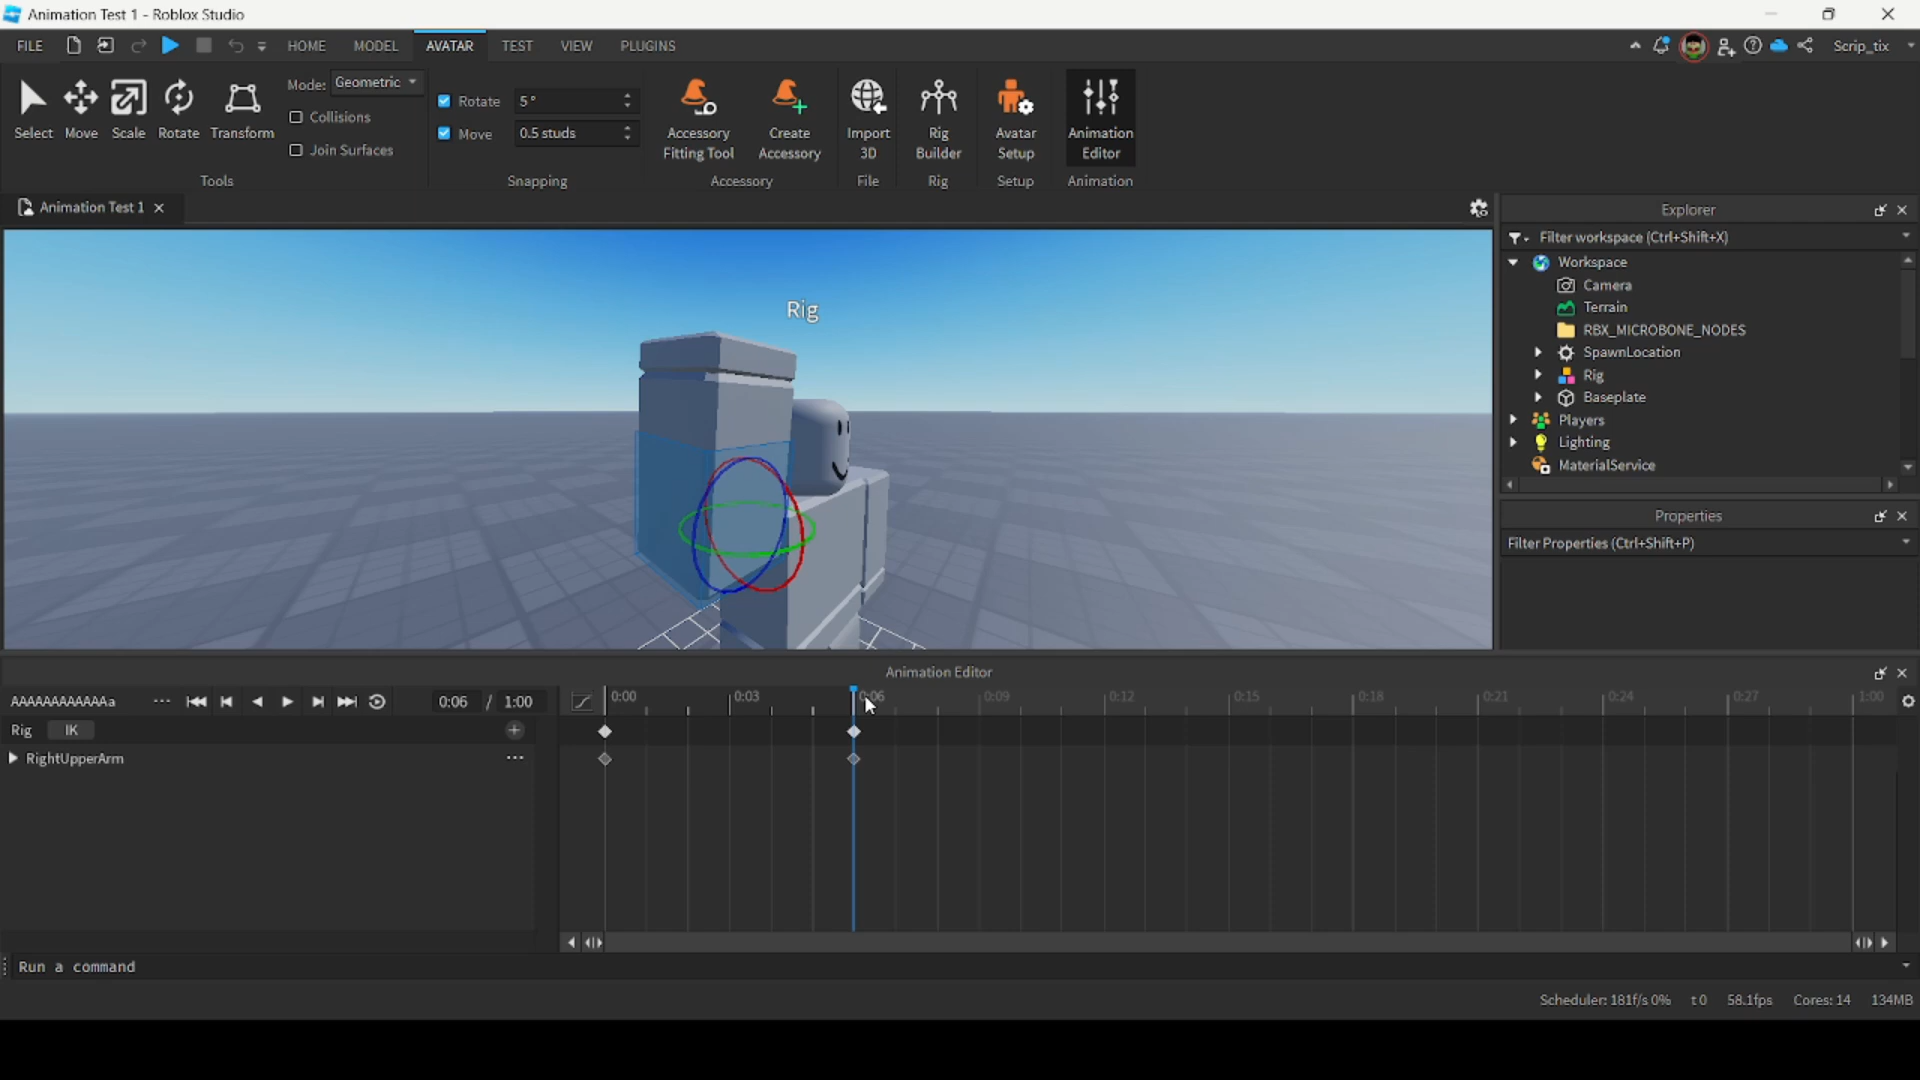 Animation Test 1 - Roblox Studio
FILE HOME MODEL AVATAR TEST VIEW PLUGINS Scrip_tix
Select Move Scale Rotate Transform
Mode: Geometric
Collisions
Join Surfaces
Tools
Rotate 5 °
Move 0.5 studs
Snapping
Accessory
Fitting Tool
Create
Accessory
Accessory
Import
3D
File
Rig
Builder
Rig
Avatar
Setup
Setup
Animation
Editor
Animation
Animation Test 1
Rig
Explorer
Filter workspace (Ctrl+Shift+X)
Workspace
Camera
Terrain
RBX_MICROBONE_NODES
SpawnLocation
Rig
Baseplate
Players
Lighting
MaterialService
Properties
Filter Properties (Ctrl+Shift+P)
Animation Editor
AAAAAAAAAAAAa 0:06 / 1:00 0:00 0:03 0:06 0:09 0:12 0:15 0:18 0:21 0:24 0:27 1:00
Rig IK
RightUpperArm
Run a command
Scheduler: 181f/s 0% t 0 58.1fps Cores: 14 134MB